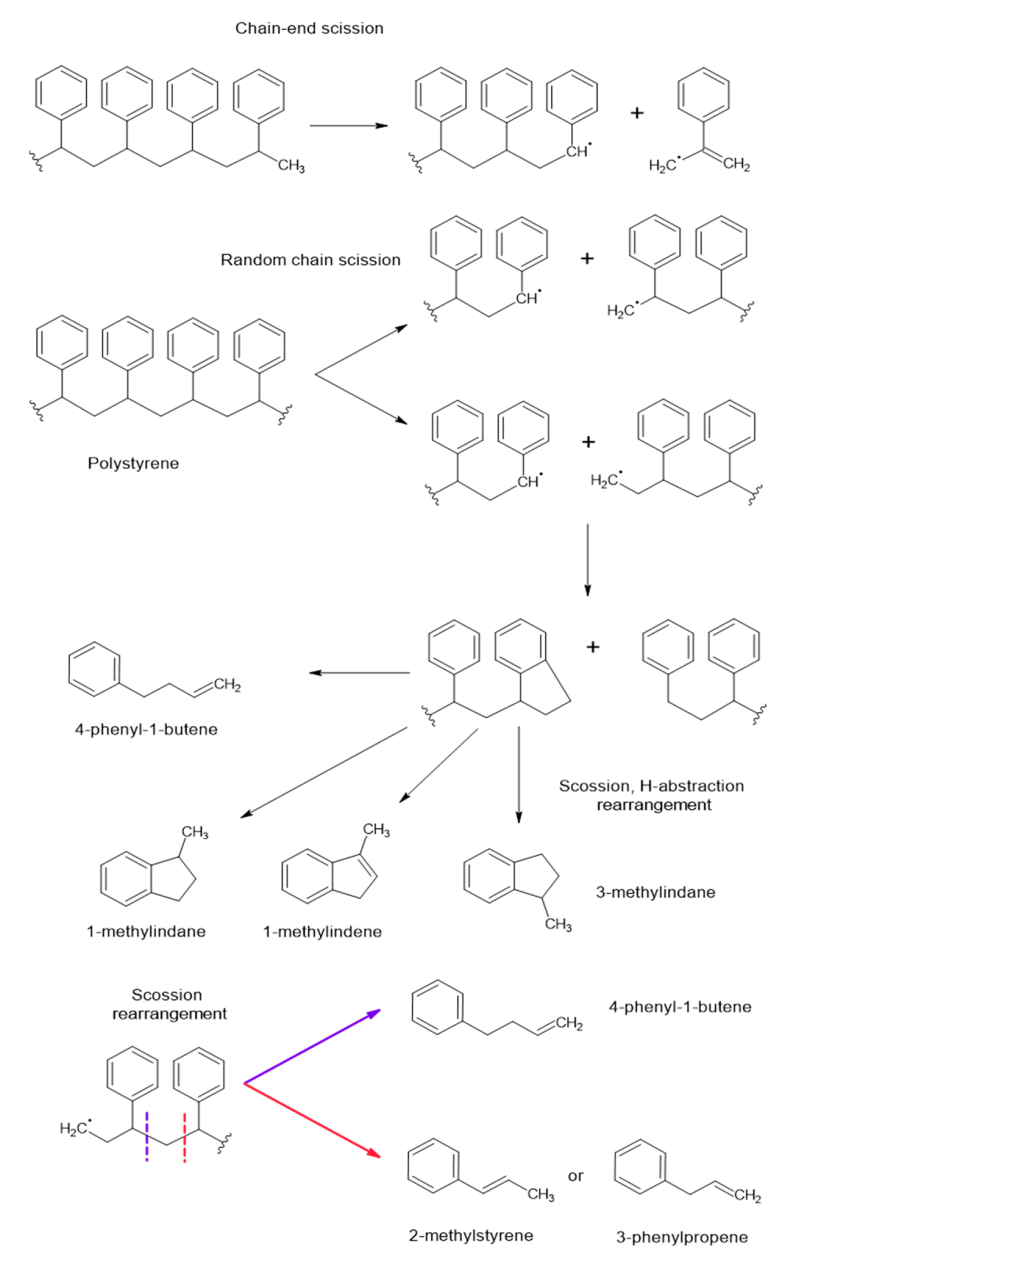 Chain-end scission
CH3
+
CH•
H2C•
CH2
Random chain scission
CH•
+
H2C•
Polystyrene
CH•
+
H2C•
+
CH2
4-phenyl-1-butene
Scossion, H-abstraction
rearrangement
CH3
CH3
3-methylindane
CH3
1-methylindane
1-methylindene
Scossion
rearrangement
CH2
4-phenyl-1-butene
H2C•
or
CH3
CH2
2-methylstyrene
3-phenylpropene